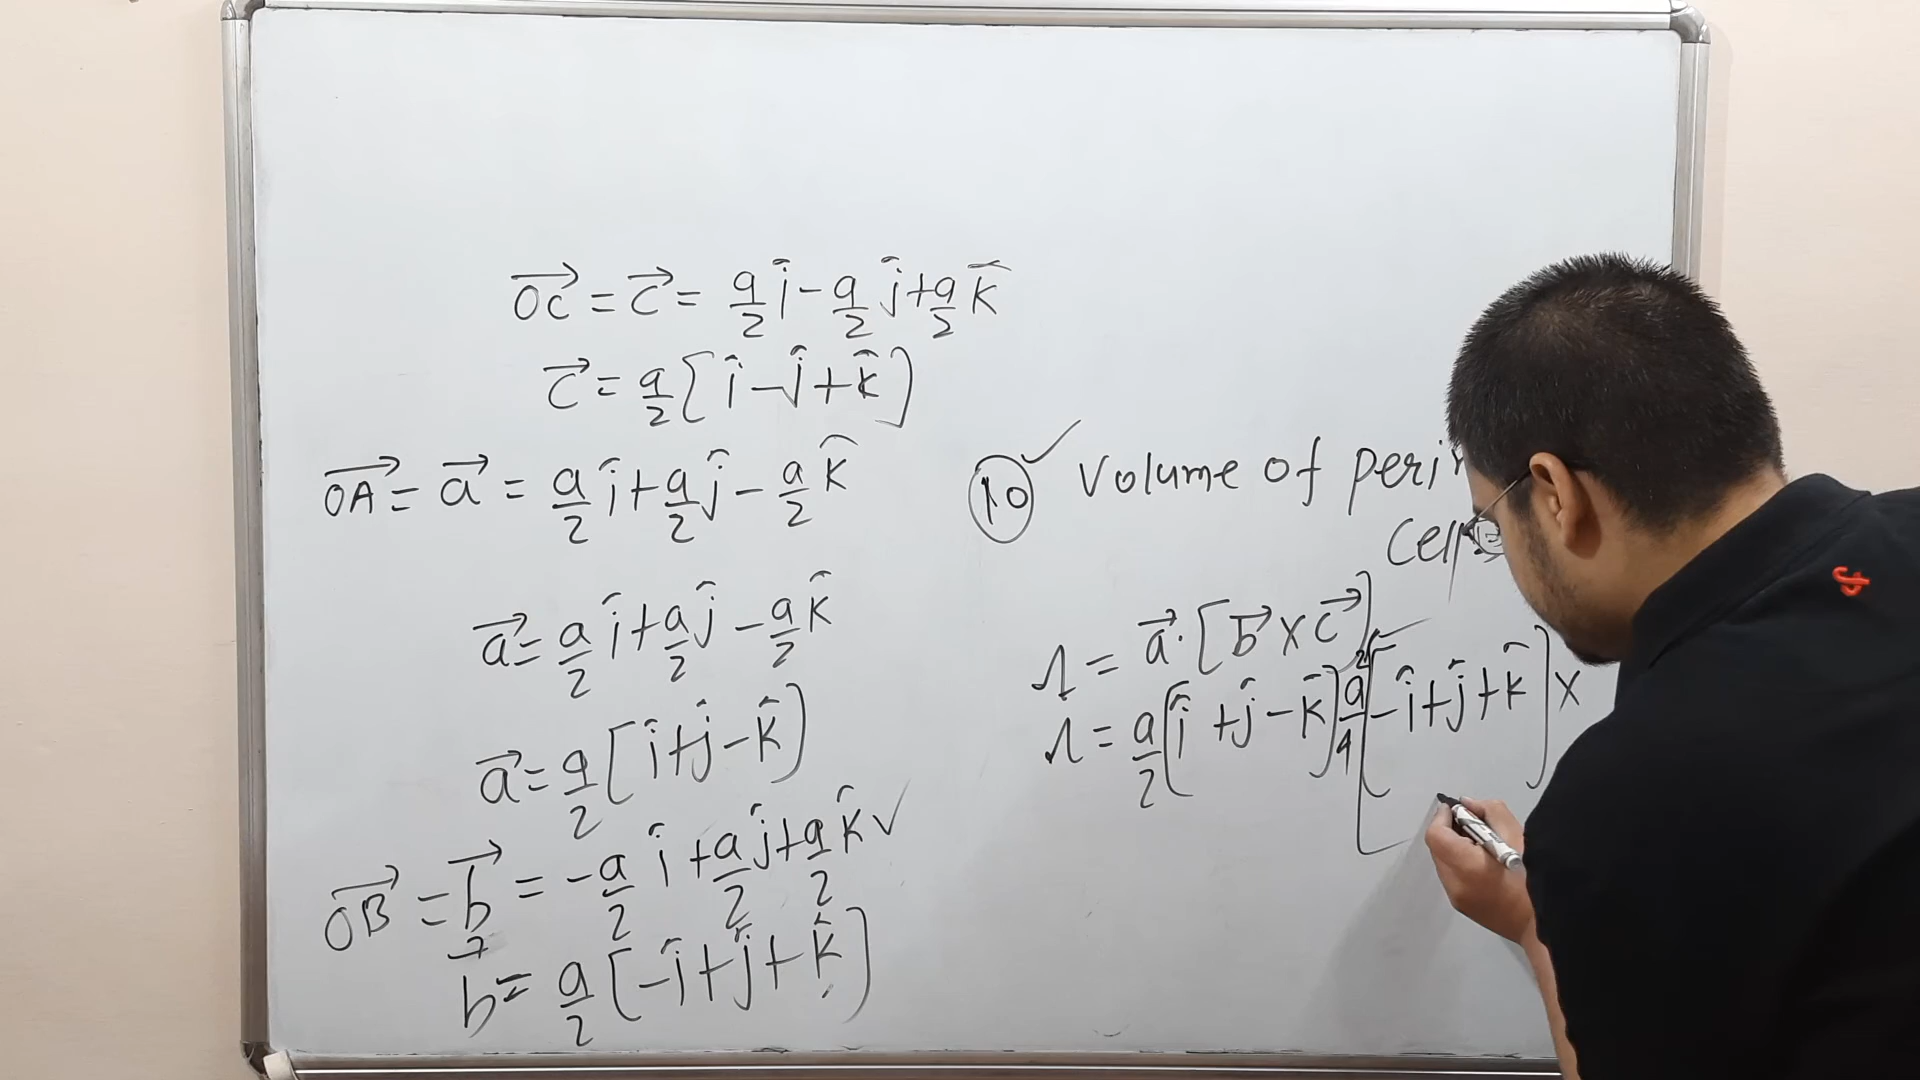 →OC = →c = a/2 î - a/2 ĵ + a/2 k̂
→c = a/2 [î - ĵ + k̂]
→OA = →a = a/2 î + a/2 ĵ - a/2 k̂
→a = a/2 î + a/2 ĵ - a/2 k̂
→a = a/2 [î + ĵ - k̂]
→OB = →b = -a/2 î + a/2 ĵ + a/2 k̂ ✓
→b = a/2 [-î + ĵ + k̂]
10 ✓ Volume of
Cell
Ω = →a · [→b × →c]
Ω = a/2 [î + ĵ - k̂] a²/4 [[-î + ĵ + k̂] ×